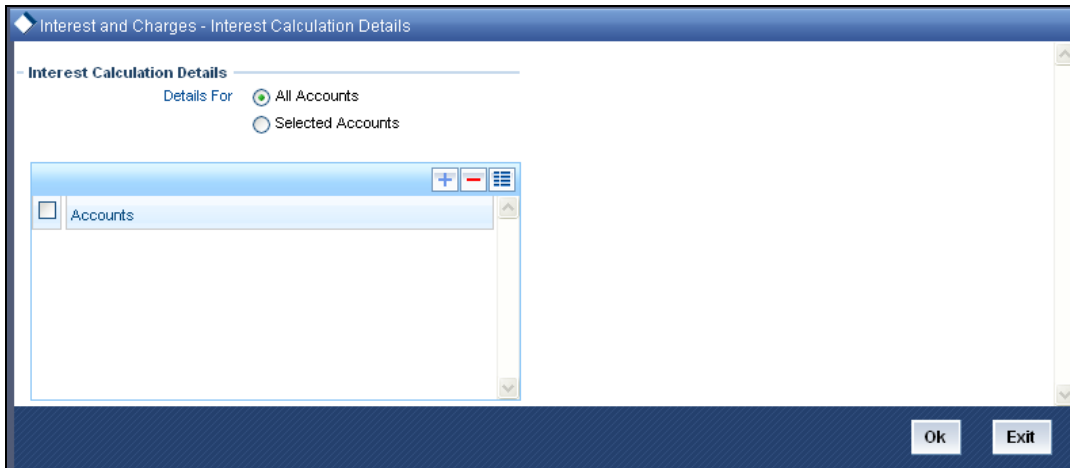 Interest and Charges - Interest Calculation Details
Interest Calculation Details
Details For All Accounts
Selected Accounts
Accounts
Ok Exit